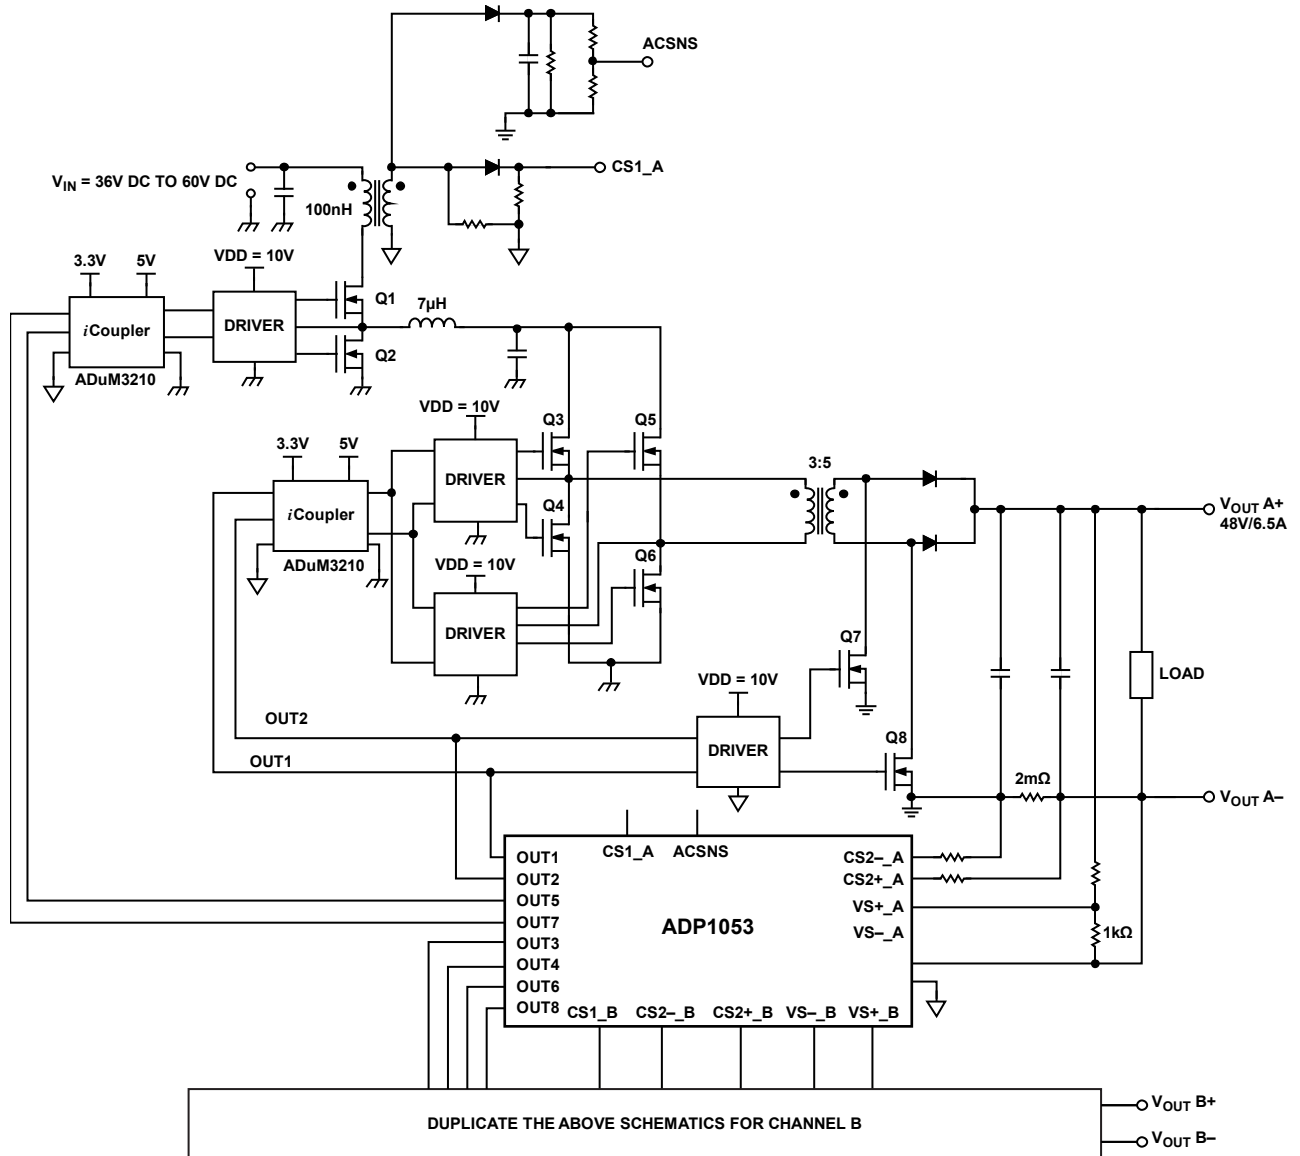 ACSNS
CS1_A
VIN = 36V DC TO 60V DC
100nH
3.3V
5V
VDD = 10V
iCoupler
DRIVER
Q1
Q2
7µH
ADuM3210
VDD = 10V
Q3
Q5
3.3V
5V
DRIVER
3:5
iCoupler
Q4
VOUT A+
48V/6.5A
ADuM3210
VDD = 10V
Q6
DRIVER
Q7
LOAD
VDD = 10V
OUT2
DRIVER
Q8
OUT1
2mΩ
VOUT A–
CS1_A
ACSNS
OUT1
CS2–_A
OUT2
CS2+_A
OUT5
VS+_A
OUT7
ADP1053
VS–_A
1kΩ
OUT3
OUT4
OUT6
OUT8
CS1_B
CS2–_B
CS2+_B
VS–_B
VS+_B
DUPLICATE THE ABOVE SCHEMATICS FOR CHANNEL B
VOUT B+
VOUT B–